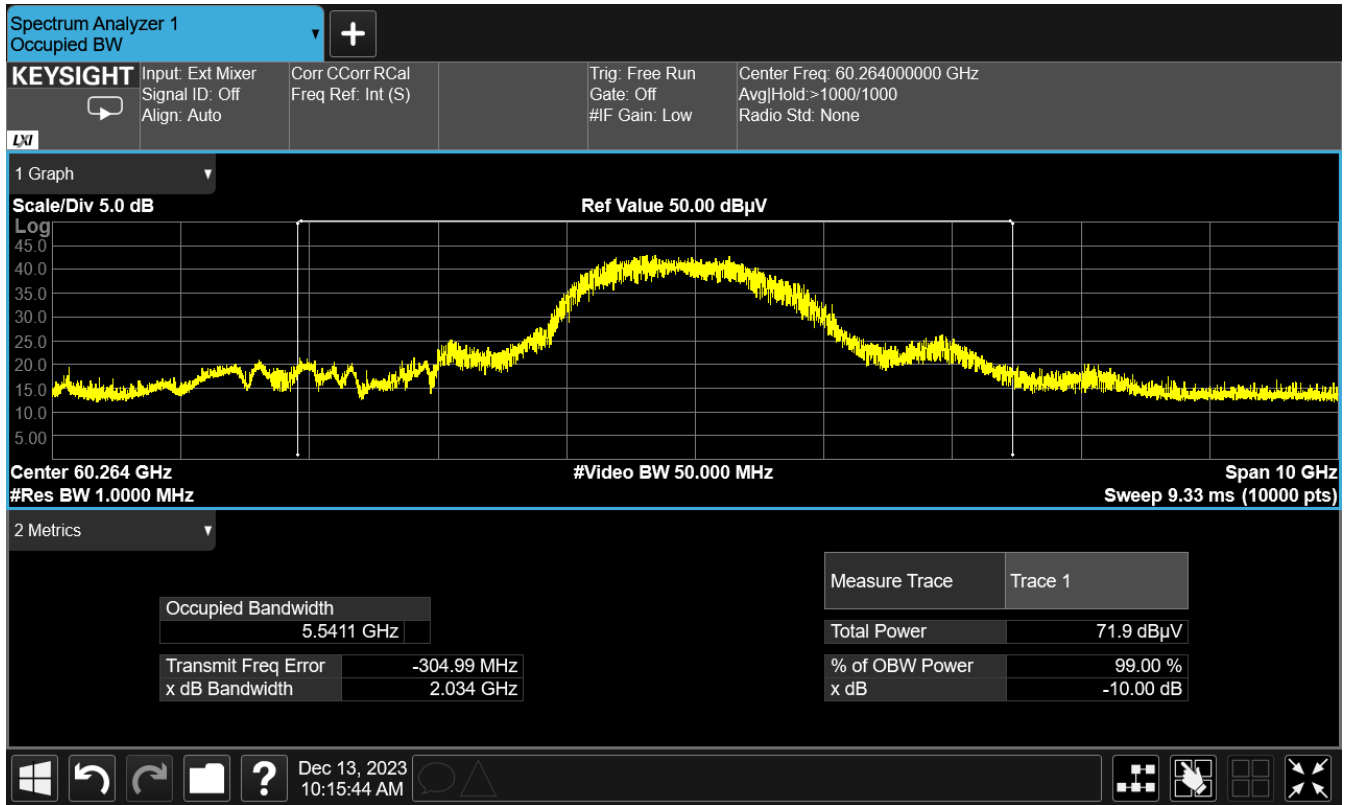 Spectrum Analyzer 1
Occupied BW
KEYSIGHT
LXI
Input: Ext Mixer
Signal ID: Off
Align: Auto
Corr CCorr RCal
Freq Ref: Int (S)
Trig: Free Run
Gate: Off
#IF Gain: Low
Center Freq: 60.264000000 GHz
Avg|Hold:>1000/1000
Radio Std: None
1 Graph
Scale/Div 5.0 dB
Ref Value 50.00 dBµV
Log
45.0
40.0
35.0
30.0
25.0
20.0
15.0
10.0
5.00
Center 60.264 GHz
#Video BW 50.000 MHz
Span 10 GHz
#Res BW 1.0000 MHz
Sweep 9.33 ms (10000 pts)
2 Metrics
Measure Trace Trace 1
Occupied Bandwidth
5.5411 GHz
Total Power 71.9 dBµV
Transmit Freq Error -304.99 MHz
% of OBW Power 99.00 %
x dB Bandwidth 2.034 GHz
x dB -10.00 dB
?
Dec 13, 2023
10:15:44 AM